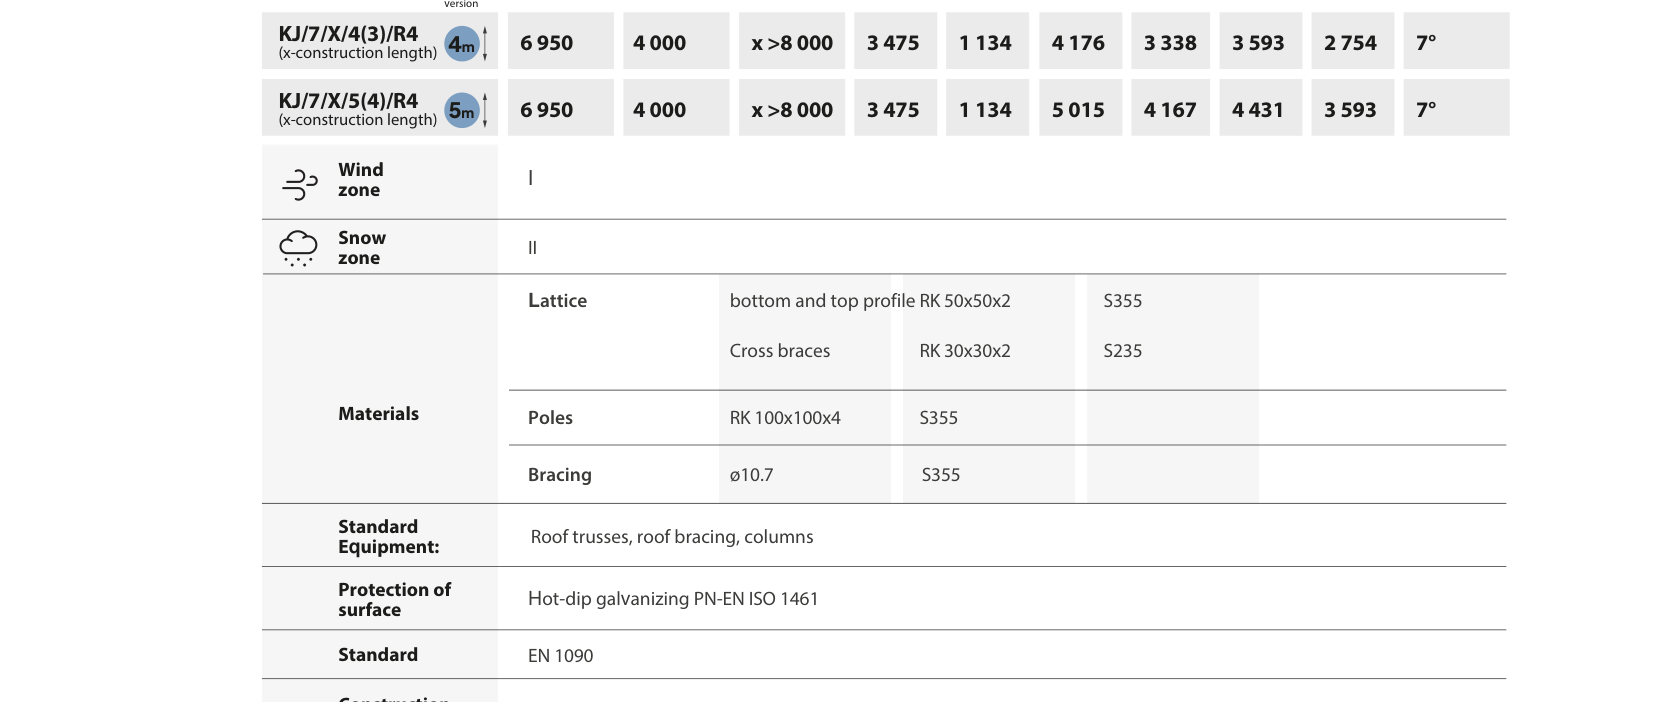 version
KJ/7/X/4(3)/R4
(x-construction length)
4m
6 950 4 000 x >8 000 3 475 1 134 4 176 3 338 3 593 2 754 7°
KJ/7/X/5(4)/R4
(x-construction length)
5m
6 950 4 000 x >8 000 3 475 1 134 5 015 4 167 4 431 3 593 7°
Wind
zone
I
Snow
zone
II
Materials
Lattice bottom and top profile RK 50x50x2 S355
Cross braces RK 30x30x2 S235
Poles RK 100x100x4 S355
Bracing ø10.7 S355
Standard
Equipment:
Roof trusses, roof bracing, columns
Protection of
surface
Hot-dip galvanizing PN-EN ISO 1461
Standard EN 1090